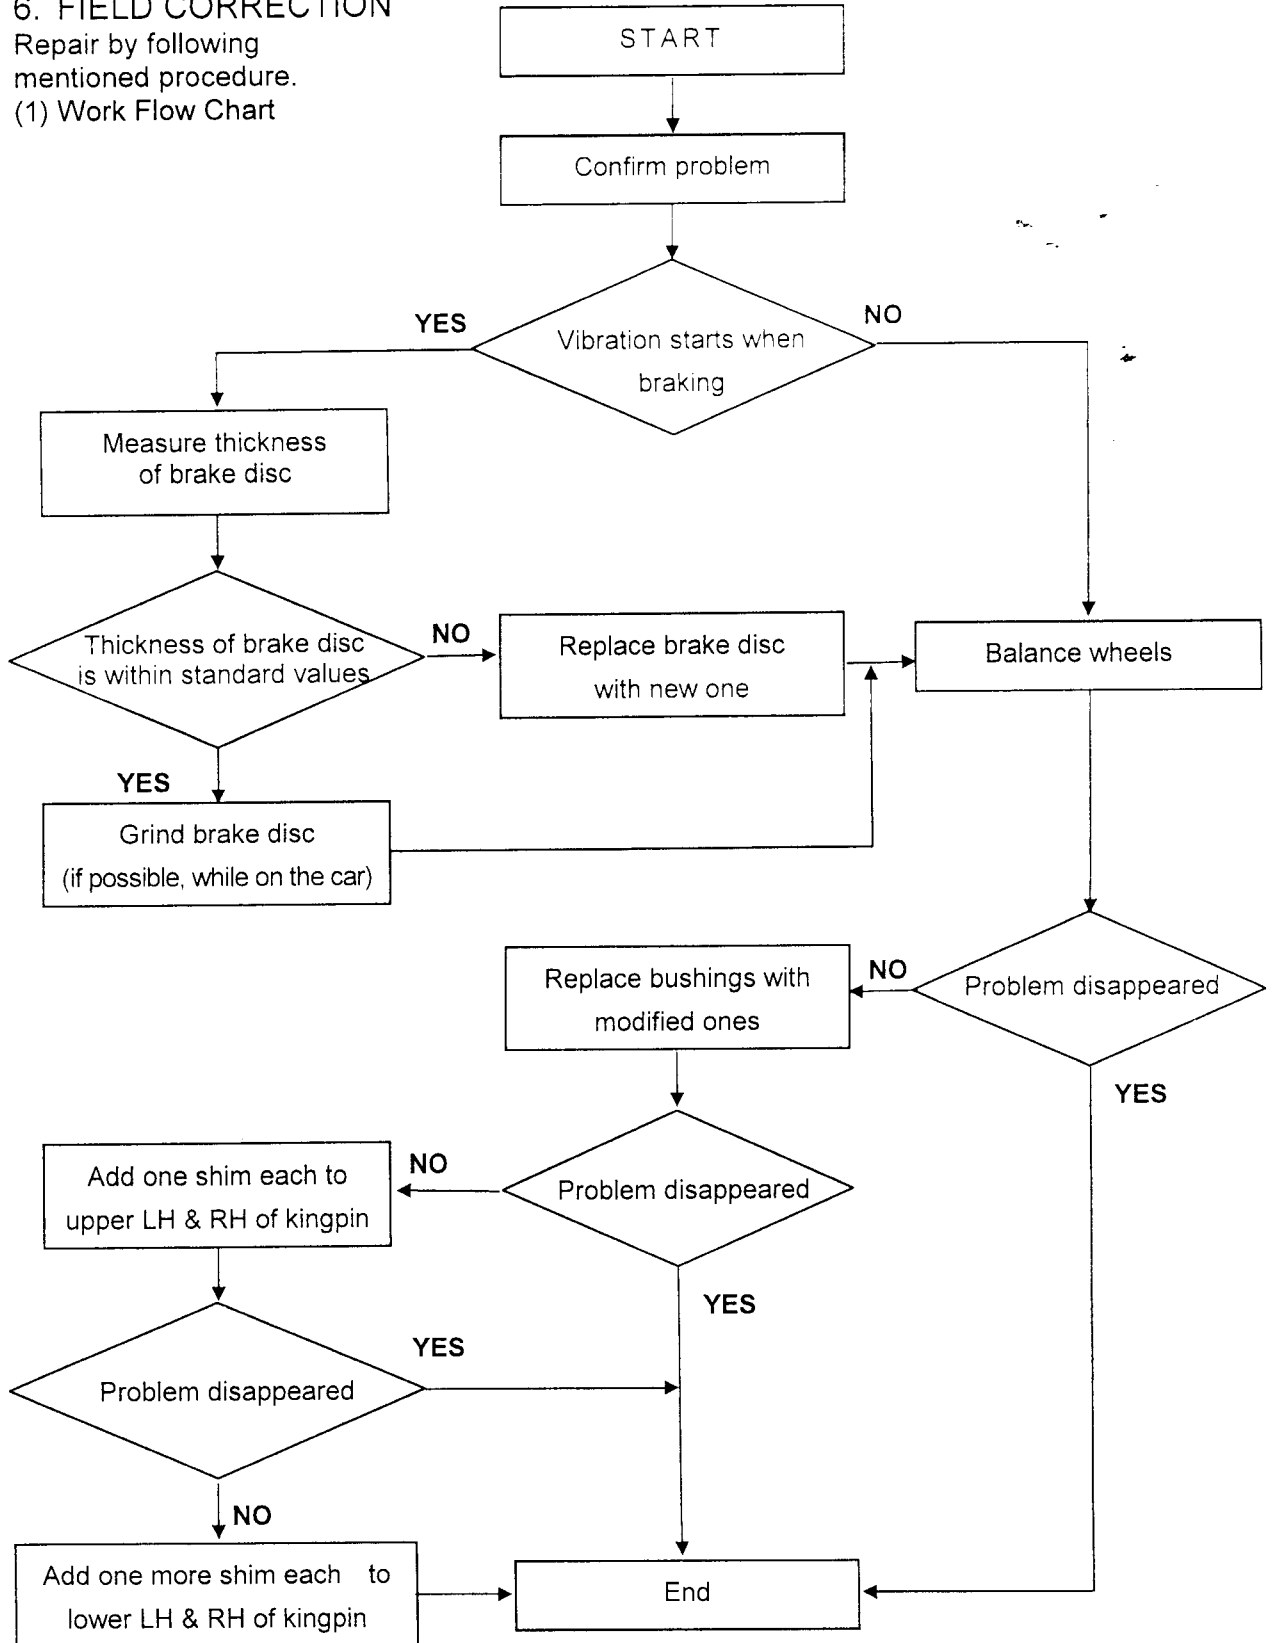 6. FIELD CORRECTION
Repair by following
mentioned procedure.
(1) Work Flow Chart
START
Confirm problem
Vibration starts when
braking
YES
NO
Measure thickness
of brake disc
Thickness of brake disc
is within standard values
NO
Replace brake disc
with new one
Balance wheels
YES
Grind brake disc
(if possible, while on the car)
Problem disappeared
NO
Replace bushings with
modified ones
YES
Problem disappeared
NO
Add one shim each to
upper LH & RH of kingpin
YES
Problem disappeared
YES
NO
Add one more shim each to
lower LH & RH of kingpin
End